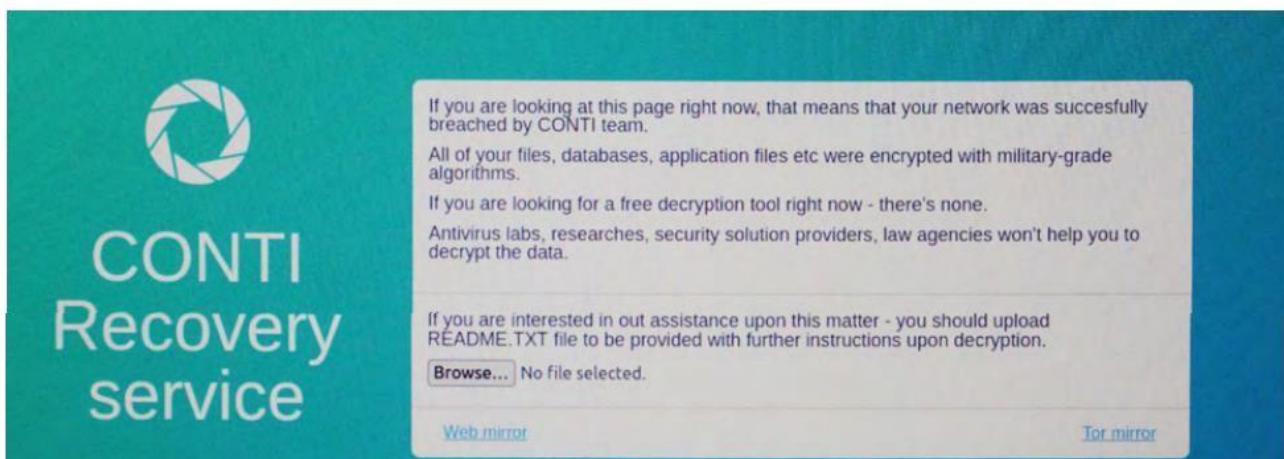 CONTI
Recovery
service
If you are looking at this page right now, that means that your network was succesfully
breached by CONTI team.
All of your files, databases, application files etc were encrypted with military-grade
algorithms.
If you are looking for a free decryption tool right now - there's none.
Antivirus labs, researches, security solution providers, law agencies won't help you to
decrypt the data.
If you are interested in out assistance upon this matter - you should upload
README.TXT file to be provided with further instructions upon decryption.
Browse... No file selected.
Web mirror
Tor mirror